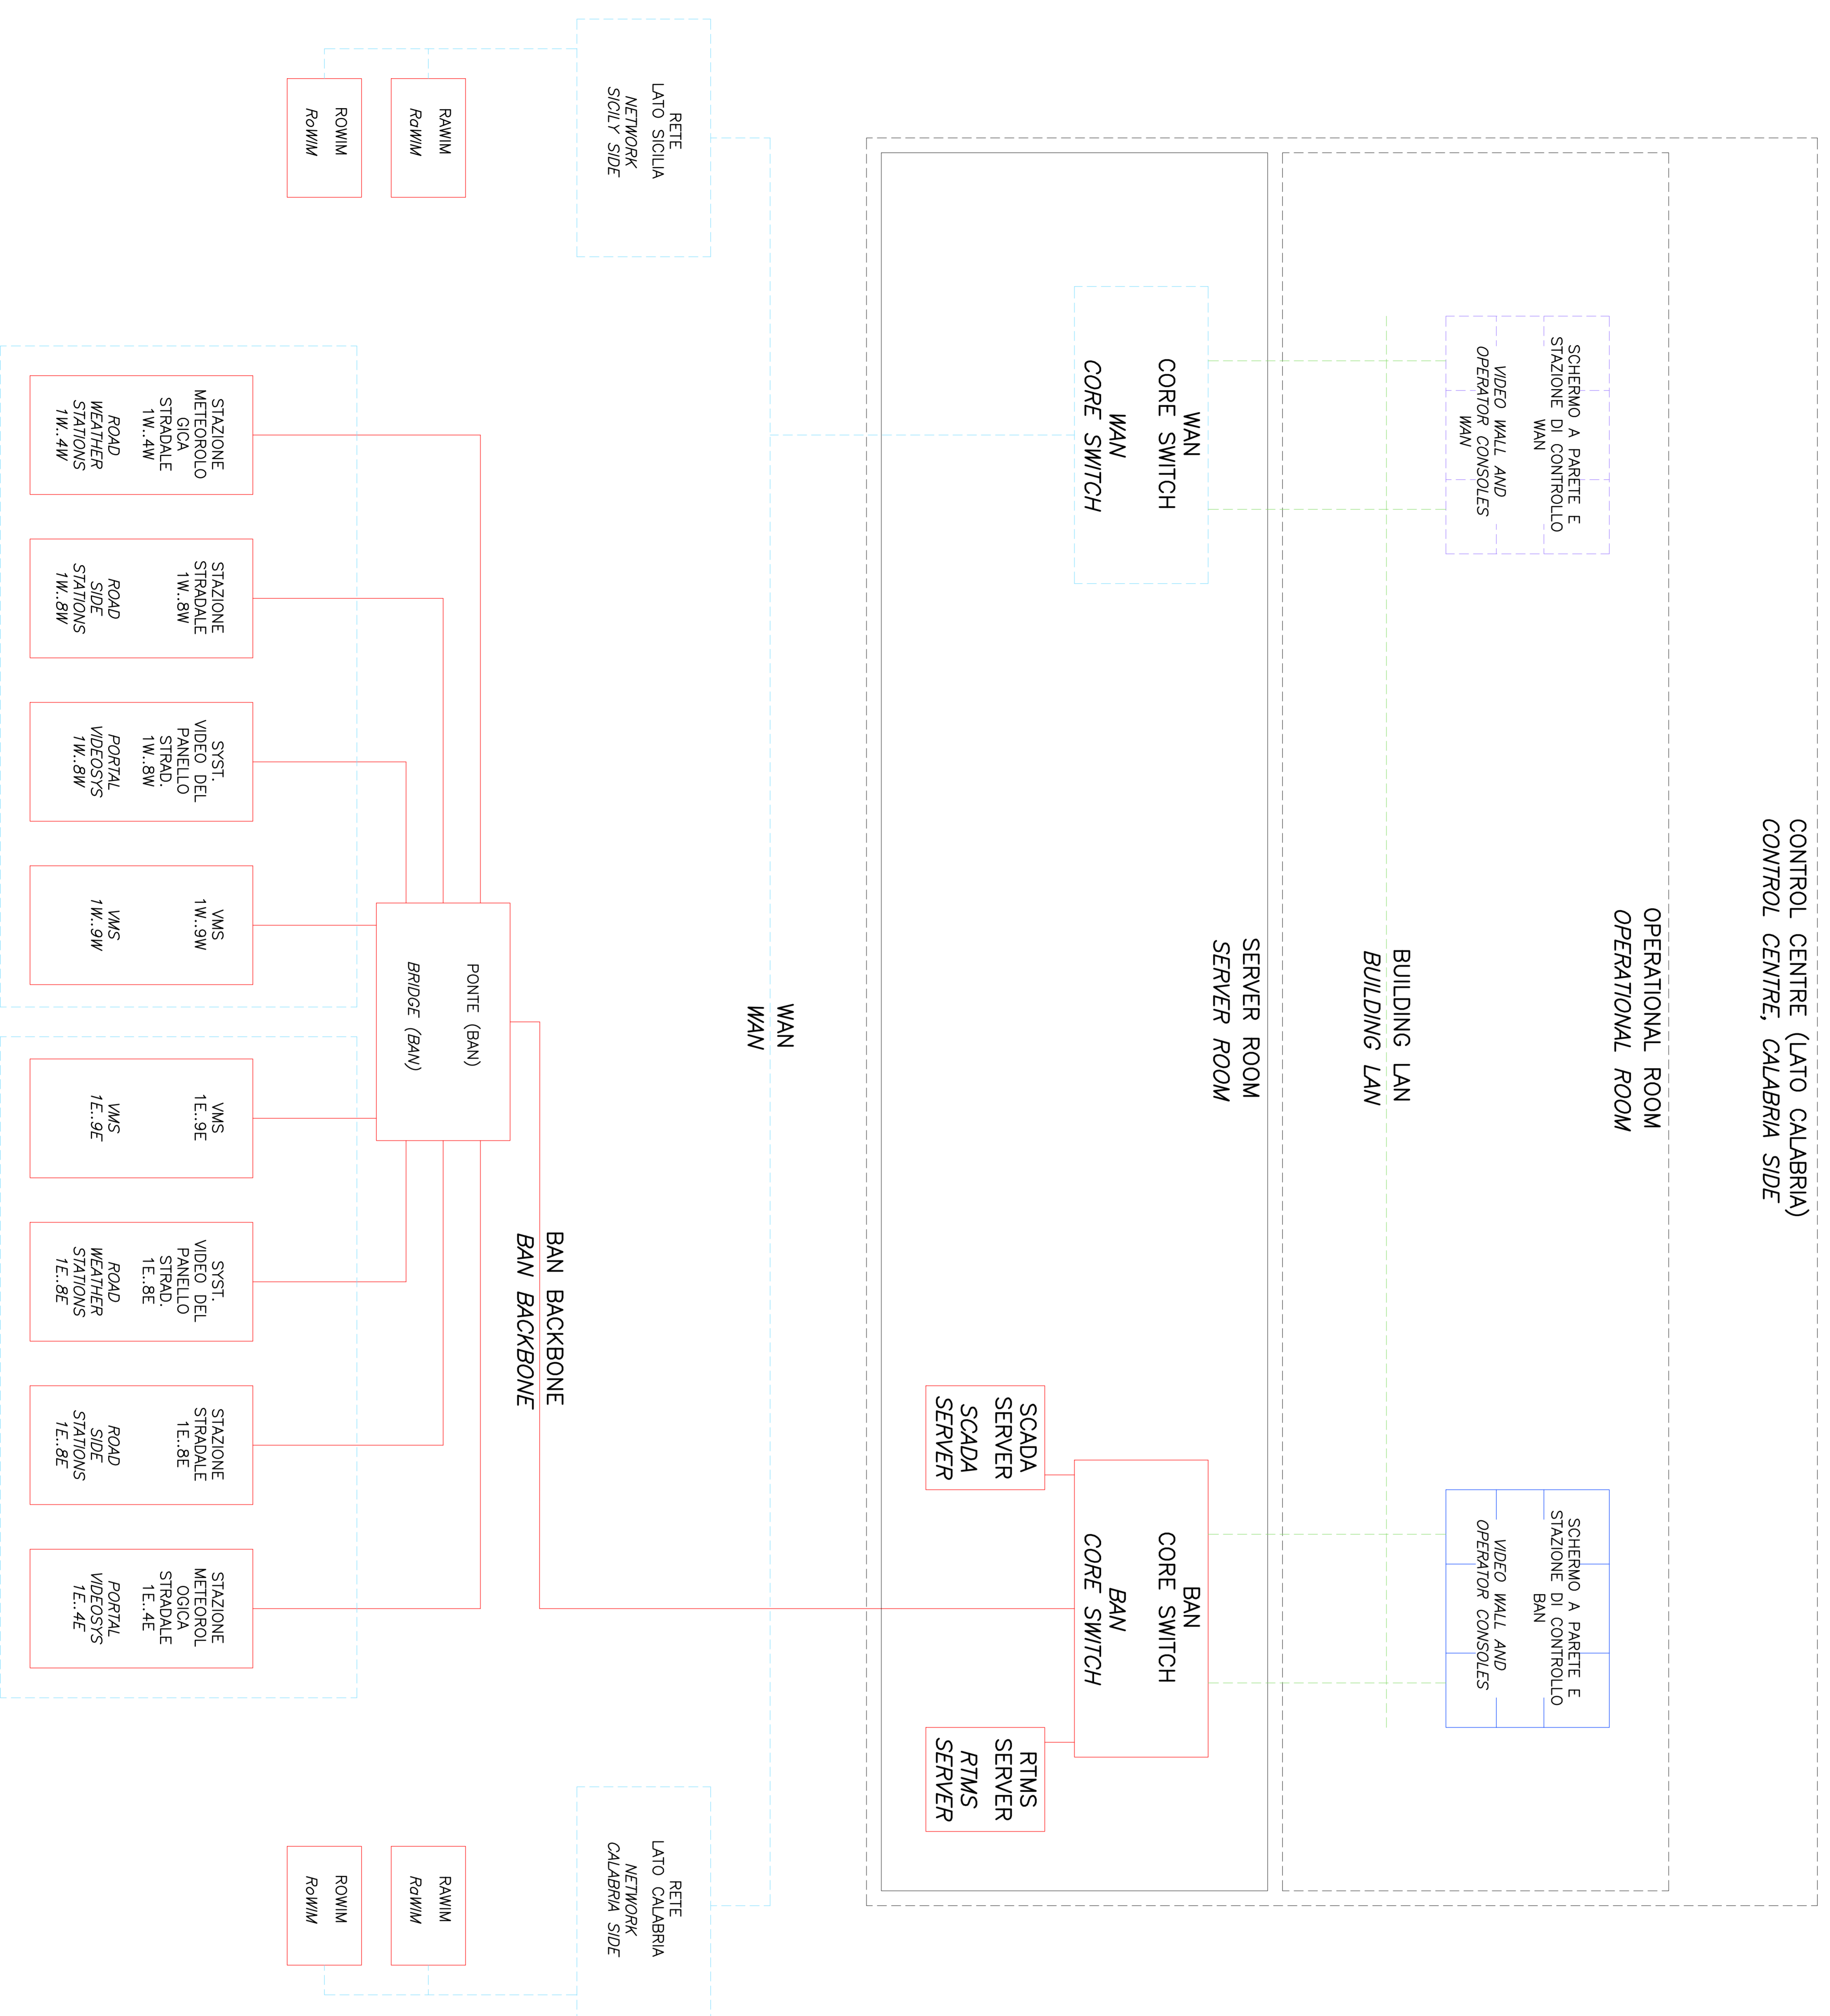 CONTROL CENTRE (LATO CALABRIA)
CONTROL CENTRE, CALABRIA SIDE
OPERATIONAL ROOM
OPERATIONAL ROOM
SCHERMO A PARETE E
STAZIONE DI CONTROLLO
WAN
VIDEO WALL AND
OPERATOR CONSOLES
WAN
SCHERMO A PARETE E
STAZIONE DI CONTROLLO
BAN
VIDEO WALL AND
OPERATOR CONSOLES
BUILDING LAN
BUILDING LAN
SERVER ROOM
SERVER ROOM
WAN
CORE SWITCH
WAN
CORE SWITCH
BAN
CORE SWITCH
BAN
CORE SWITCH
SCADA
SERVER
SCADA
SERVER
RTMS
SERVER
RTMS
SERVER
WAN
WAN
RETE
LATO SICILIA
NETWORK
SICILY SIDE
RETE
LATO CALABRIA
NETWORK
CALABRIA SIDE
BAN BACKBONE
BAN BACKBONE
RAWIM
RaWIM
ROWIM
RoWIM
PONTE (BAN)
BRIDGE (BAN)
RAWIM
RaWIM
ROWIM
RoWIM
STAZIONE
METEOROLO
GICA
STRADALE
1W..4W
ROAD
WEATHER
STATIONS
1W..4W
STAZIONE
STRADALE
1W..8W
ROAD
SIDE
STATIONS
1W..8W
SYST.
VIDEO DEL
PANELLO
STRAD.
1W..8W
PORTAL
VIDEOSYS
1W..8W
VMS
1W..9W
VMS
1W..9W
VMS
1E..9E
VMS
1E..9E
SYST.
VIDEO DEL
PANELLO
STRAD.
1E..8E
ROAD
WEATHER
STATIONS
1E..8E
STAZIONE
STRADALE
1E..8E
ROAD
SIDE
STATIONS
1E..8E
STAZIONE
METEOROL
OGICA
STRADALE
1E..4E
PORTAL
VIDEOSYS
1E..4E